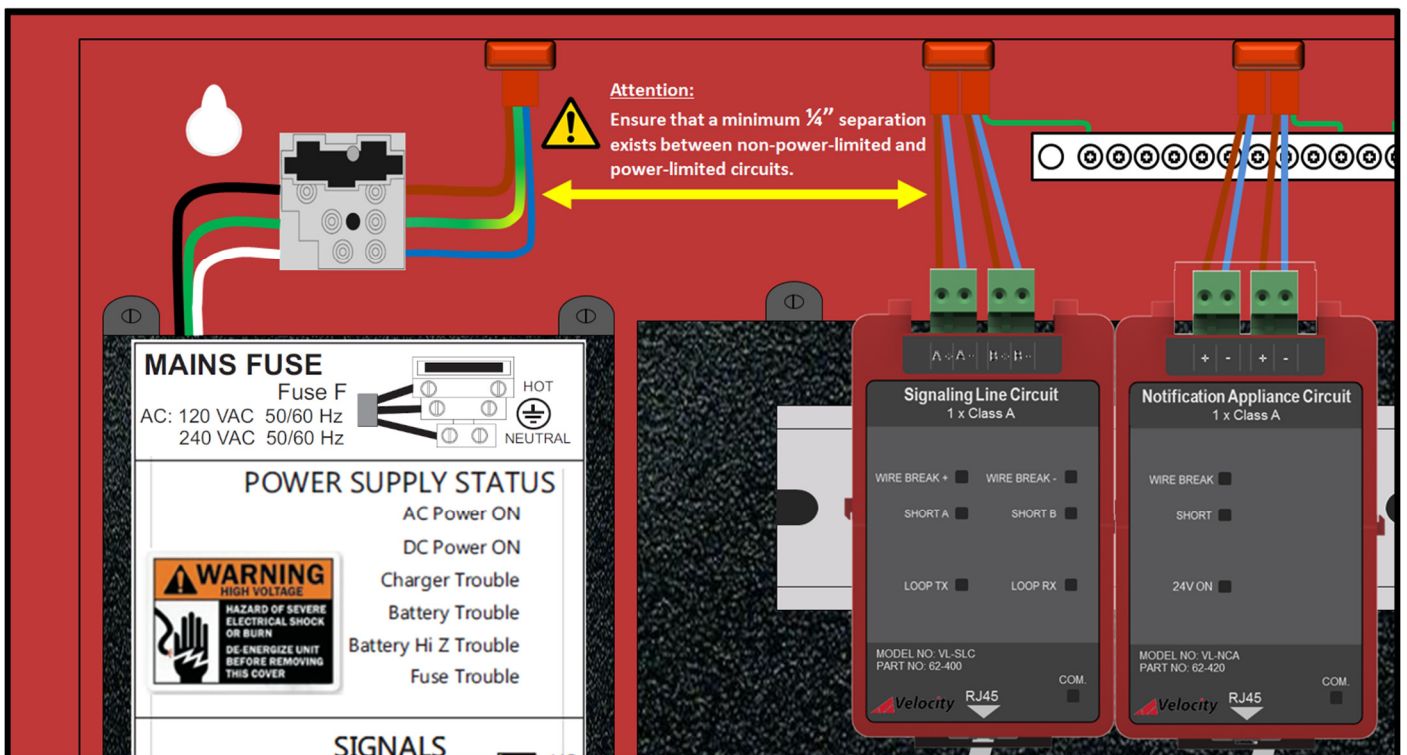 Attention:
Ensure that a minimum ¼” separation
exists between non-power-limited and
power-limited circuits.
MAINS FUSE
Fuse F
AC: 120 VAC 50/60 Hz
240 VAC 50/60 Hz
HOT
NEUTRAL
POWER SUPPLY STATUS
AC Power ON
DC Power ON
Charger Trouble
Battery Trouble
Battery Hi Z Trouble
Fuse Trouble
WARNING
HIGH VOLTAGE
HAZARD OF SEVERE
ELECTRICAL SHOCK
OR BURN
DE-ENERGIZE UNIT
BEFORE REMOVING
THIS COVER
SIGNALS
A+ A- B+ B-
Signaling Line Circuit
1 x Class A
WIRE BREAK + WIRE BREAK -
SHORT A SHORT B
LOOP TX LOOP RX
MODEL NO: VL-SLC
PART NO: 62-400
COM.
Velocity RJ45
+ - + -
Notification Appliance Circuit
1 x Class A
WIRE BREAK
SHORT
24V ON
MODEL NO: VL-NCA
PART NO: 62-420
COM.
Velocity RJ45